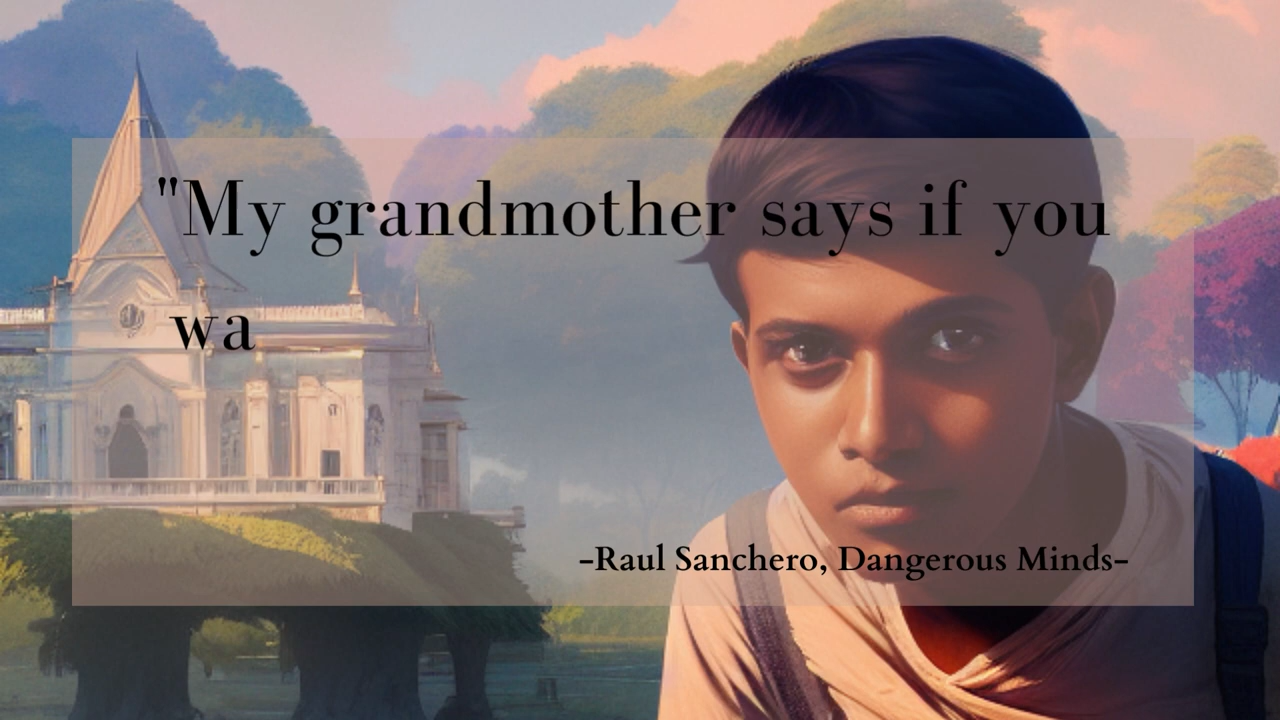 "My grandmother says if you
wa
-Raul Sanchero, Dangerous Minds-